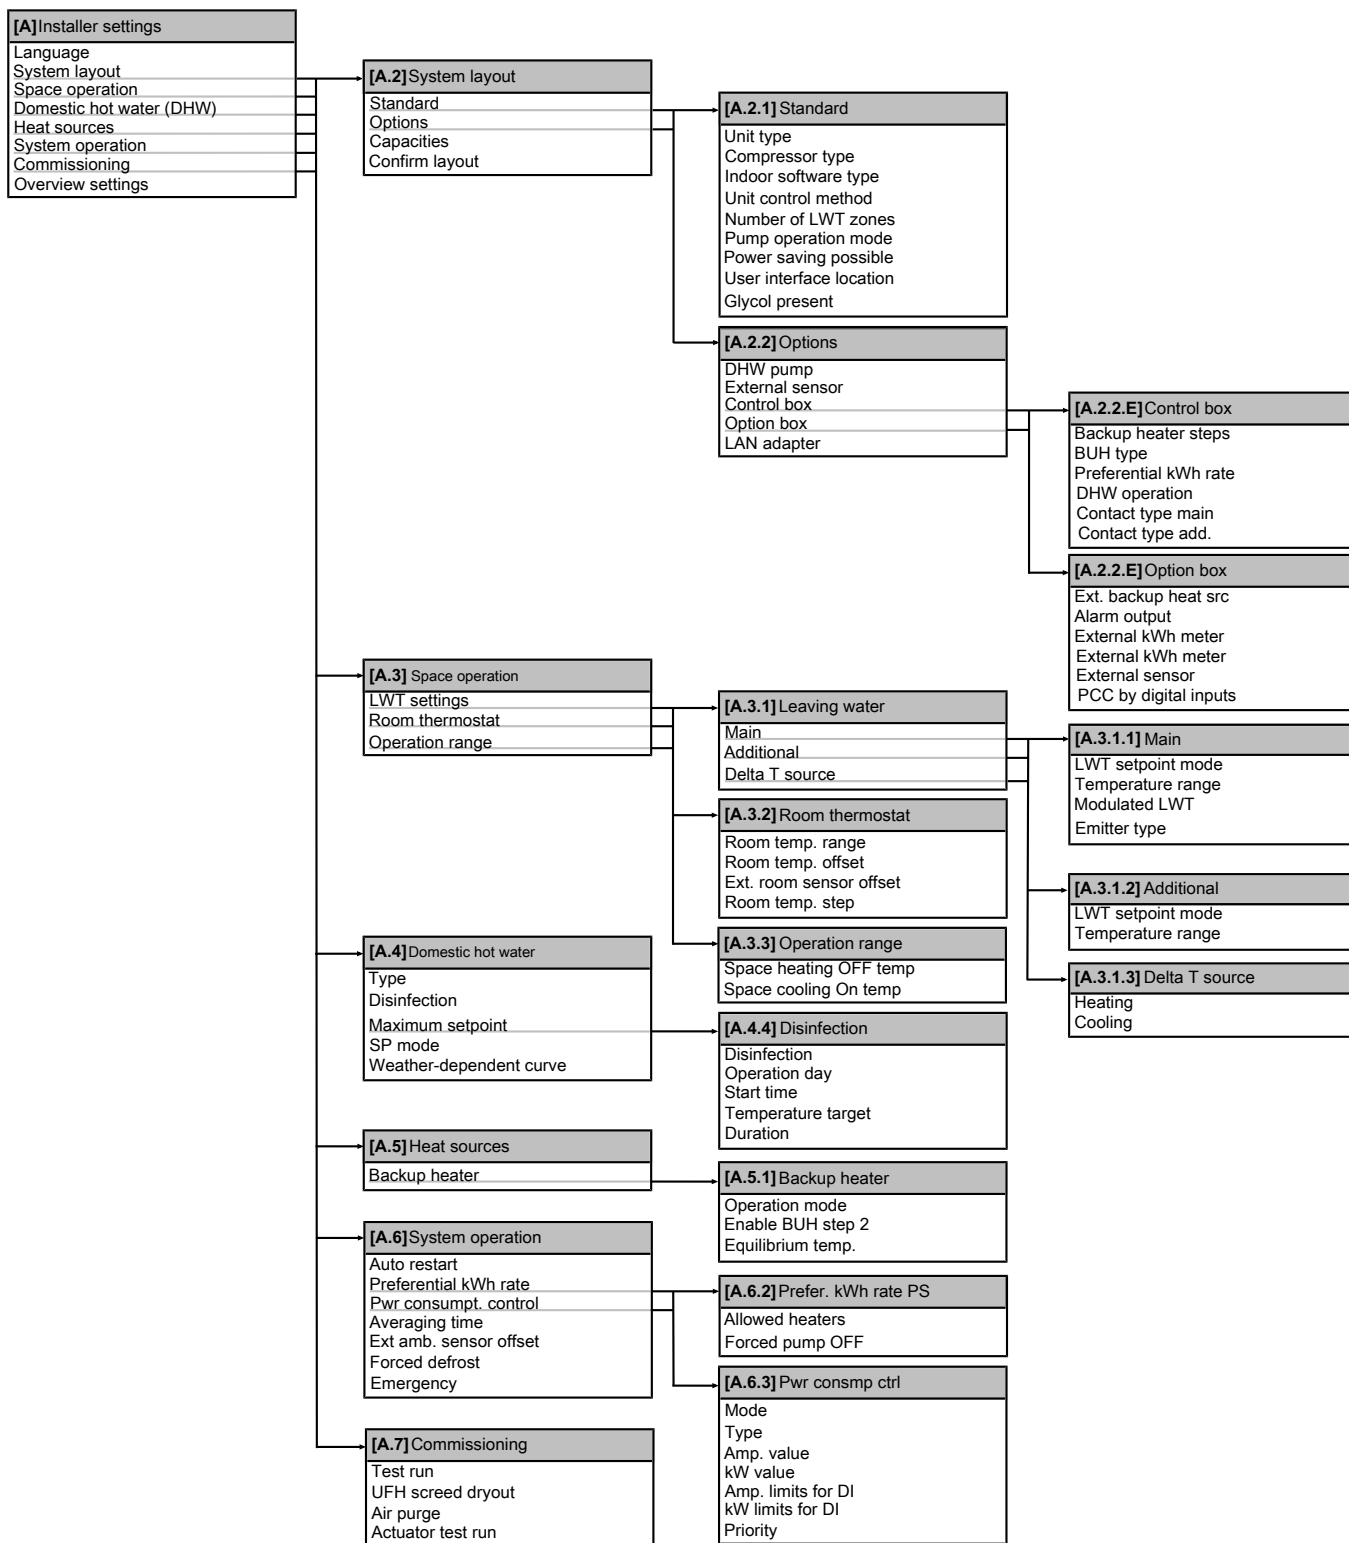 [A]Installer settings
Language
System layout
Space operation
Domestic hot water (DHW)
Heat sources
System operation
Commissioning
Overview settings
[A.2]System layout
Standard
Options
Capacities
Confirm layout
[A.2.1]Standard
Unit type
Compressor type
Indoor software type
Unit control method
Number of LWT zones
Pump operation mode
Power saving possible
User interface location
Glycol present
[A.2.2]Options
DHW pump
External sensor
Control box
Option box
LAN adapter
[A.2.2.E]Control box
Backup heater steps
BUH type
Preferential kWh rate
DHW operation
Contact type main
Contact type add.
[A.2.2.E]Option box
Ext. backup heat src
Alarm output
External kWh meter
External kWh meter
External sensor
PCC by digital inputs
[A.3] Space operation
LWT settings
Room thermostat
Operation range
[A.3.1]Leaving water
Main
Additional
Delta T source
[A.3.1.1]Main
LWT setpoint mode
Temperature range
Modulated LWT
Emitter type
[A.3.2]Room thermostat
Room temp. range
Room temp. offset
Ext. room sensor offset
Room temp. step
[A.3.1.2]Additional
LWT setpoint mode
Temperature range
[A.3.3]Operation range
Space heating OFF temp
Space cooling On temp
[A.3.1.3]Delta T source
Heating
Cooling
[A.4]Domestic hot water
Type
Disinfection
Maximum setpoint
SP mode
Weather-dependent curve
[A.4.4]Disinfection
Disinfection
Operation day
Start time
Temperature target
Duration
[A.5]Heat sources
Backup heater
[A.5.1]Backup heater
Operation mode
Enable BUH step 2
Equilibrium temp.
[A.6]System operation
Auto restart
Preferential kWh rate
Pwr consumpt. control
Averaging time
Ext amb. sensor offset
Forced defrost
Emergency
[A.6.2]Prefer. kWh rate PS
Allowed heaters
Forced pump OFF
[A.6.3]Pwr consmp ctrl
Mode
Type
Amp. value
kW value
Amp. limits for DI
kW limits for DI
Priority
[A.7]Commissioning
Test run
UFH screed dryout
Air purge
Actuator test run